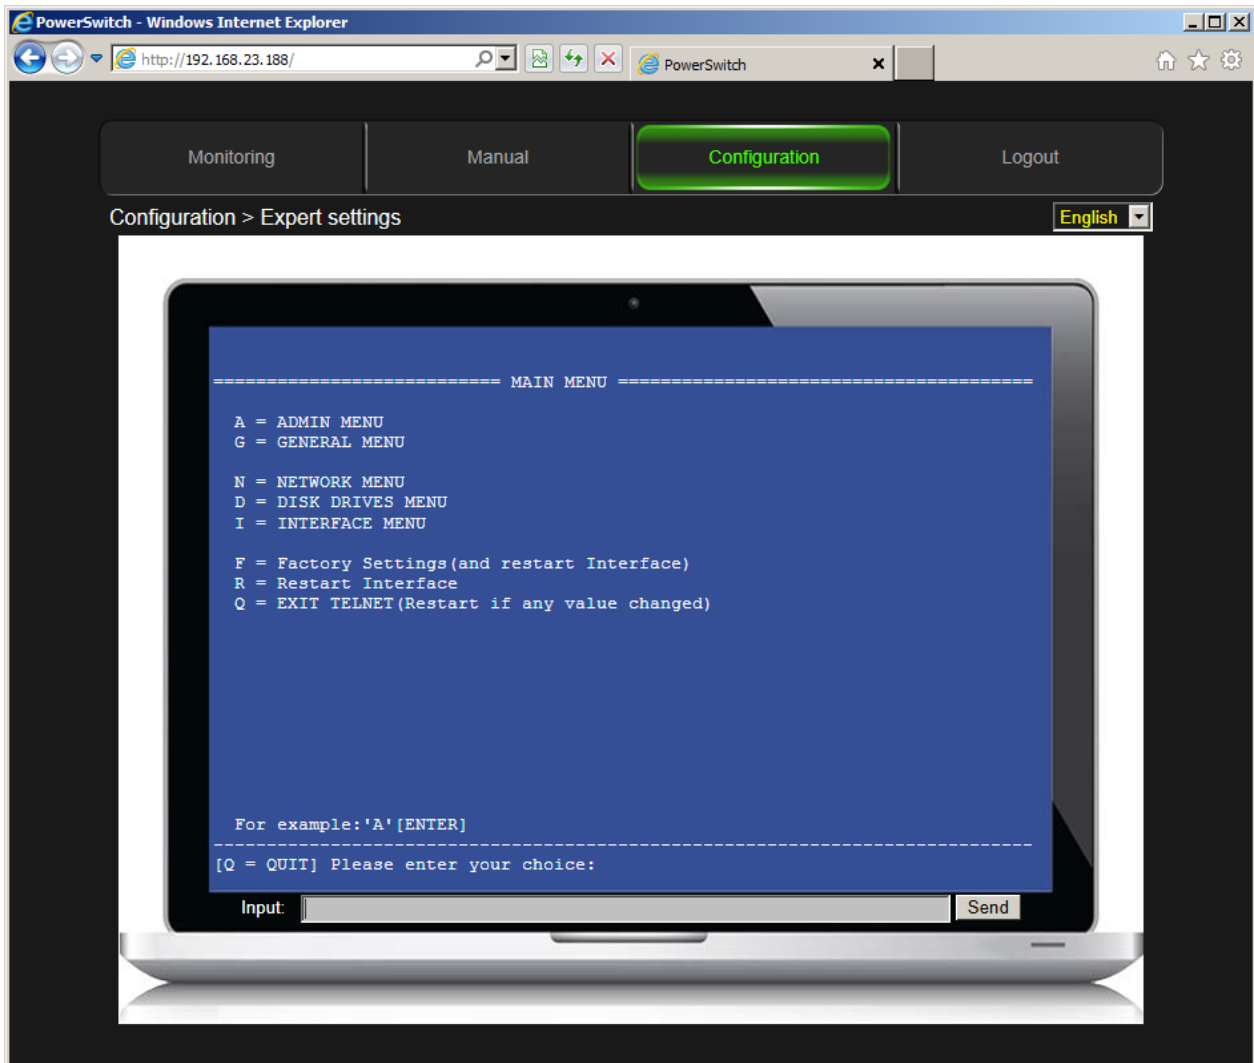 PowerSwitch - Windows Internet Explorer
http://192.168.23.188/
PowerSwitch
Monitoring
Manual
Configuration
Logout
Configuration > Expert settings
English
=========================== MAIN MENU =======================================
A = ADMIN MENU
G = GENERAL MENU
N = NETWORK MENU
D = DISK DRIVES MENU
I = INTERFACE MENU
F = Factory Settings(and restart Interface)
R = Restart Interface
Q = EXIT TELNET(Restart if any value changed)
For example:'A'[ENTER]
-----------------------------------------------------------------------------
[Q = QUIT] Please enter your choice:
Input:
Send